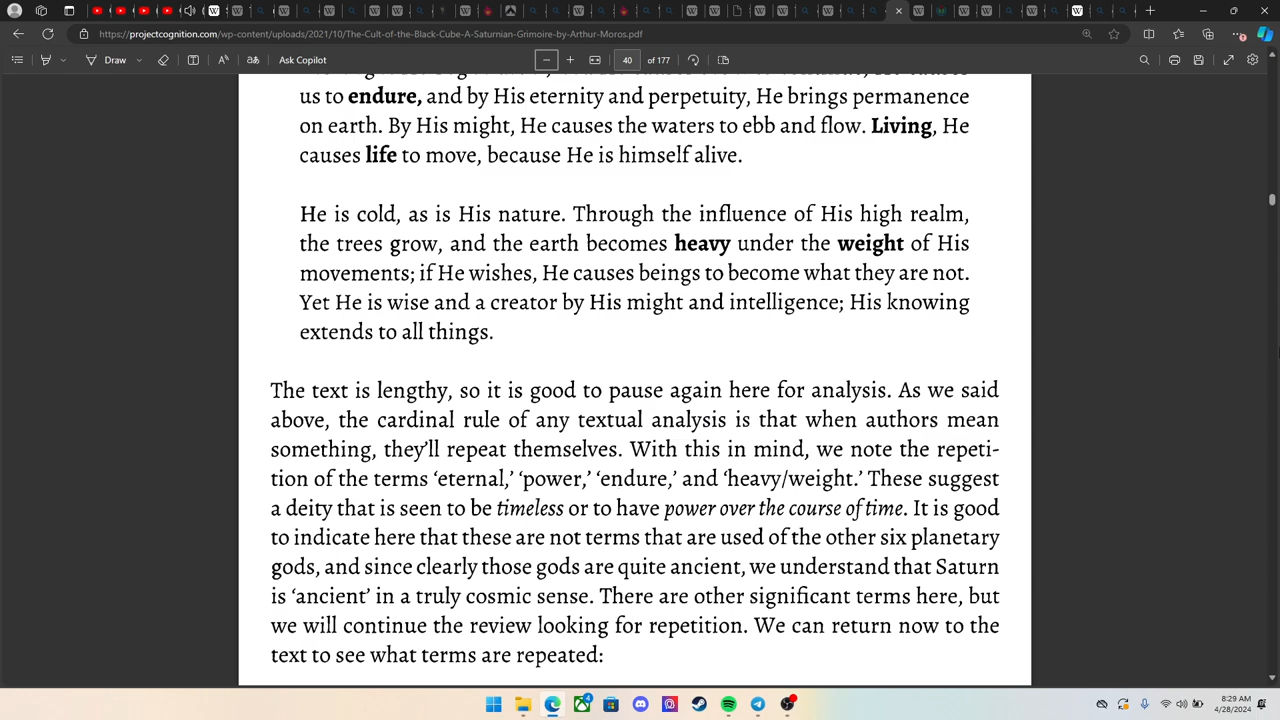 https://projectcognition.com/wp-content/uploads/2021/10/The-Cult-of-the-Black-Cube-A-Saturnian-Grimoire-by-Arthur-Moros.pdf
Draw
Ask Copilot
40 of 177
us to endure, and by His eternity and perpetuity, He brings permanence
on earth. By His might, He causes the waters to ebb and flow. Living, He
causes life to move, because He is himself alive.
He is cold, as is His nature. Through the influence of His high realm,
the trees grow, and the earth becomes heavy under the weight of His
movements; if He wishes, He causes beings to become what they are not.
Yet He is wise and a creator by His might and intelligence; His knowing
extends to all things.
The text is lengthy, so it is good to pause again here for analysis. As we said
above, the cardinal rule of any textual analysis is that when authors mean
something, they’ll repeat themselves. With this in mind, we note the repeti-
tion of the terms ‘eternal,’ ‘power,’ ‘endure,’ and ‘heavy/weight.’ These suggest
a deity that is seen to be timeless or to have power over the course of time. It is good
to indicate here that these are not terms that are used of the other six planetary
gods, and since clearly those gods are quite ancient, we understand that Saturn
is ‘ancient’ in a truly cosmic sense. There are other significant terms here, but
we will continue the review looking for repetition. We can return now to the
text to see what terms are repeated:
8:29 AM
4/28/2024